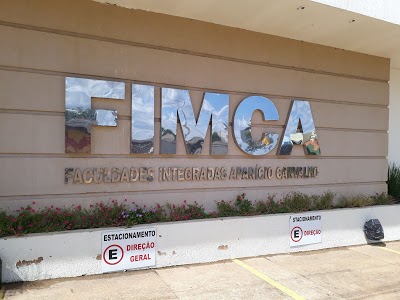 FIMCA
FACULDADES INTEGRADAS APARÍCIO CARVALHO
ESTACIONAMENTO
E DIREÇÃO
GERAL
ESTACIONAMENTO
E DIREÇÃO